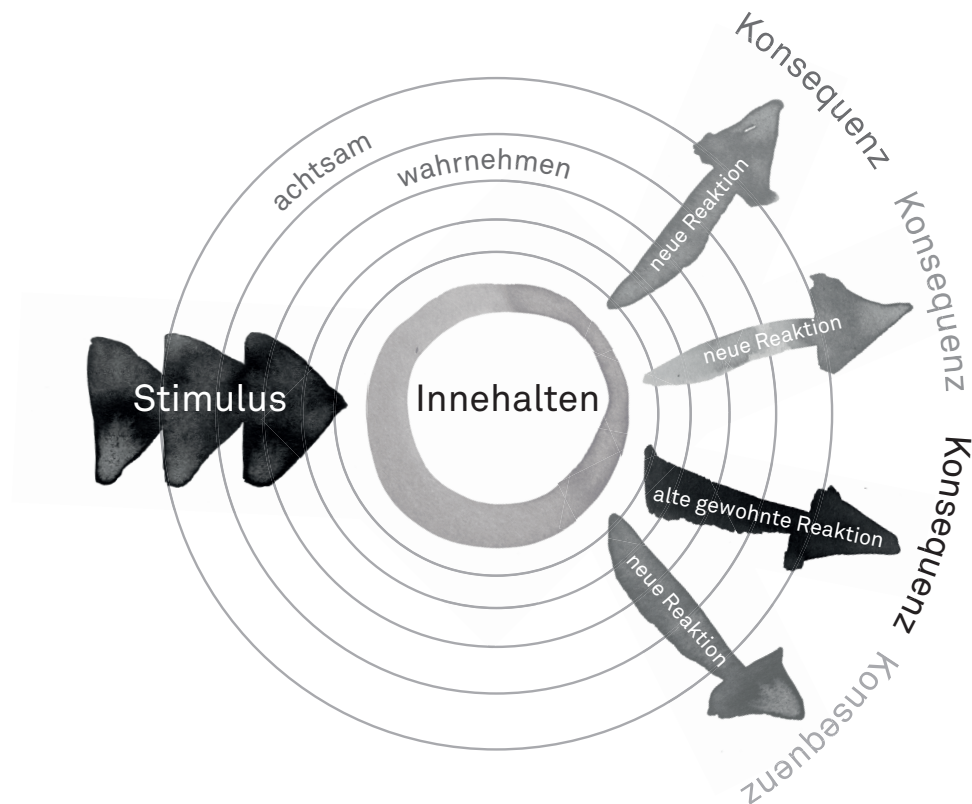 achtsam
wahrnehmen
Stimulus
Innehalten
neue Reaktion
Konsequenz
neue Reaktion
Konsequenz
alte gewohnte Reaktion
Konsequenz
neue Reaktion
Konsequenz